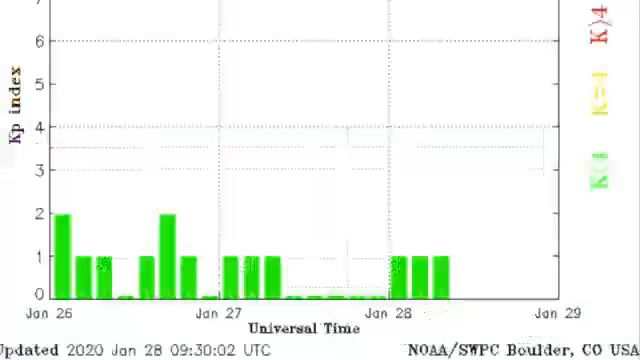 7
6
5
4
3
2
1
0
Kp index
Jan 26 Jan 27 Jan 28 Jan 29
Universal Time
Updated 2020 Jan 28 09:30:02 UTC
NOAA/SWPC Boulder, CO USA
K>4
K=4
K<4